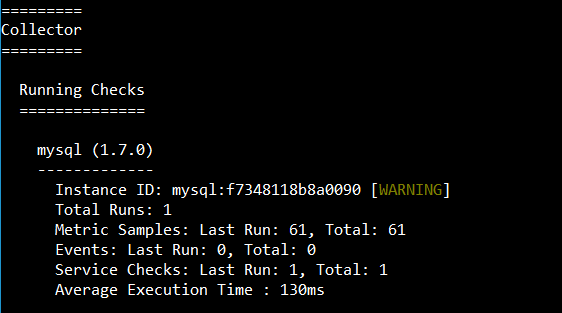 =========
Collector
=========
Running Checks
==============
mysql (1.7.0)
-------------
Instance ID: mysql:f7348118b8a0090 [WARNING]
Total Runs: 1
Metric Samples: Last Run: 61, Total: 61
Events: Last Run: 0, Total: 0
Service Checks: Last Run: 1, Total: 1
Average Execution Time : 130ms